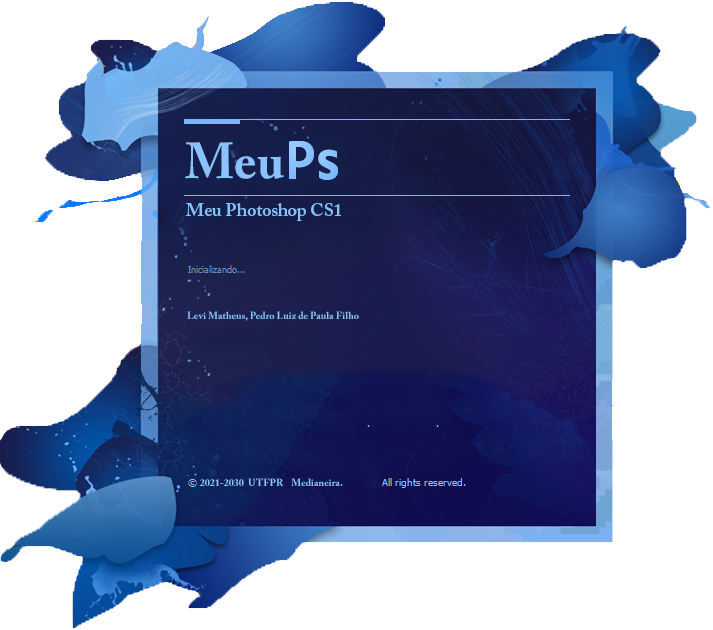 MeuPs
Meu Photoshop CS1
Inicializando...
Levi Matheus, Pedro Luiz de Paula Filho
© 2021-2030 UTFPR Medianeira. All rights reserved.